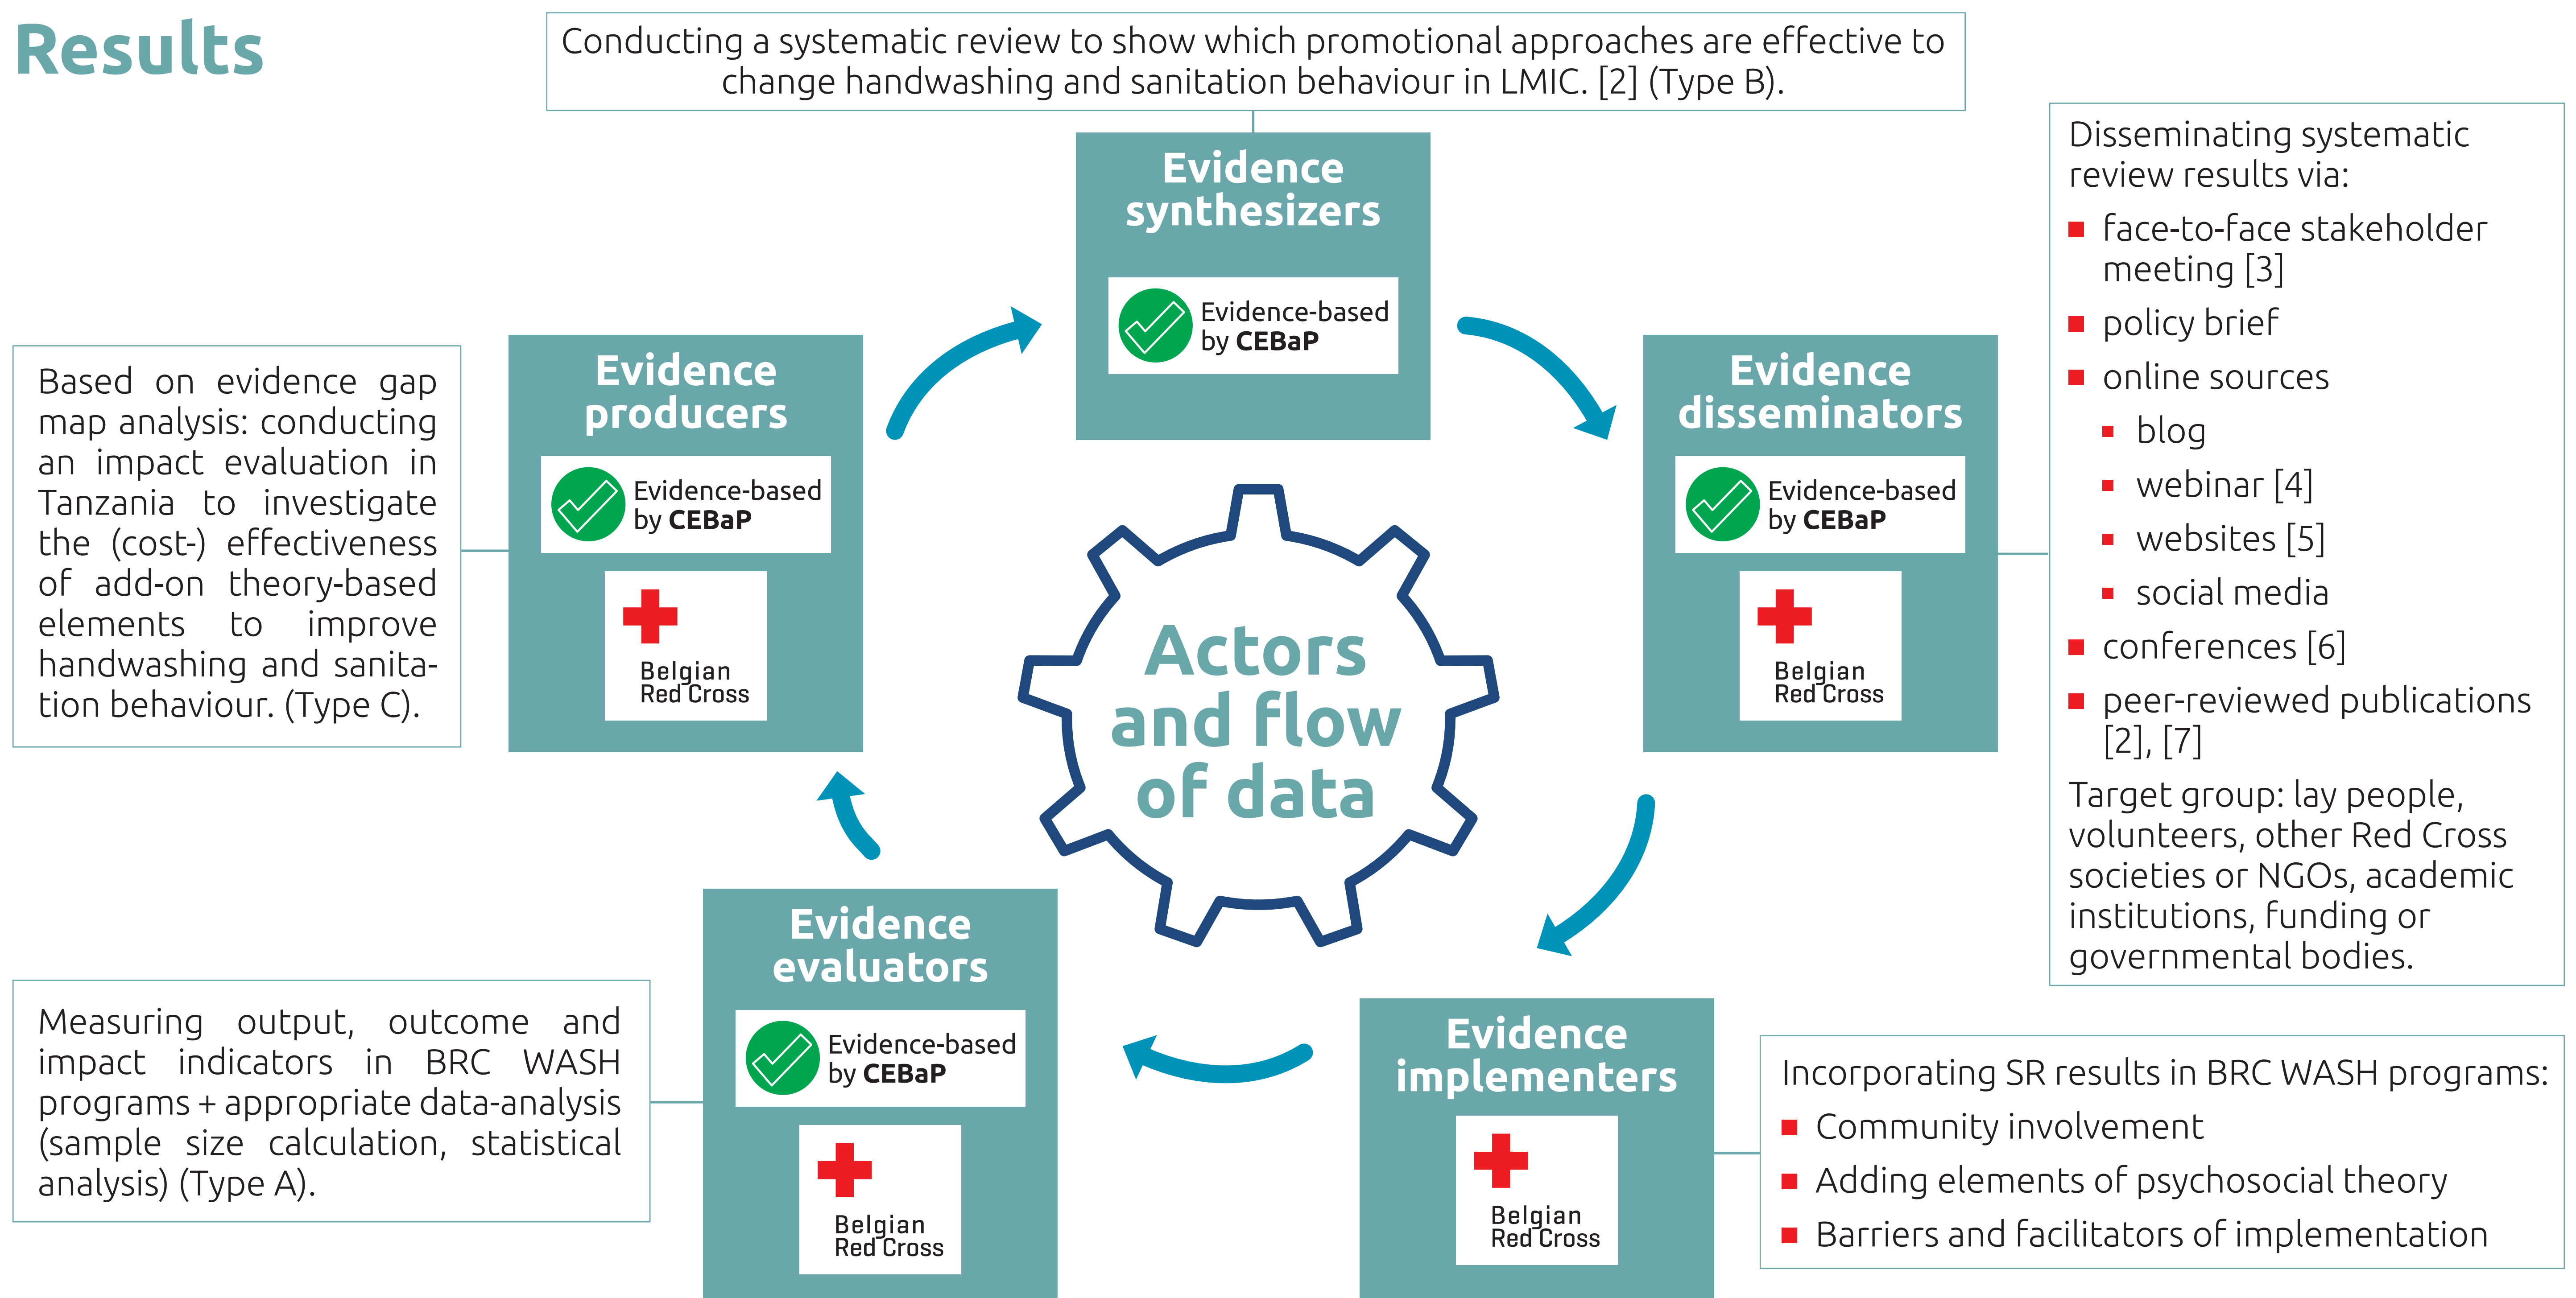 Results
Conducting a systematic review to show which promotional approaches are effective to
change handwashing and sanitation behaviour in LMIC. [2] (Type B).
Evidence
synthesizers
Evidence-based
by CEBaP
Evidence
disseminators
Evidence-based
by CEBaP
Belgian
Red Cross
Disseminating systematic
review results via:
face-to-face stakeholder
meeting [3]
policy brief
online sources
blog
webinar [4]
websites [5]
social media
conferences [6]
peer-reviewed publications
[2], [7]
Target group: lay people,
volunteers, other Red Cross
societies or NGOs, academic
institutions, funding or
governmental bodies.
Evidence
implementers
Belgian
Red Cross
Incorporating SR results in BRC WASH programs:
Community involvement
Adding elements of psychosocial theory
Barriers and facilitators of implementation
Evidence
evaluators
Evidence-based
by CEBaP
Belgian
Red Cross
Measuring output, outcome and
impact indicators in BRC WASH
programs + appropriate data-analysis
(sample size calculation, statistical
analysis) (Type A).
Evidence
producers
Evidence-based
by CEBaP
Belgian
Red Cross
Based on evidence gap
map analysis: conducting
an impact evaluation in
Tanzania to investigate
the (cost-) effectiveness
of add-on theory-based
elements to improve
handwashing and sanita-
tion behaviour. (Type C).
Actors
and flow
of data